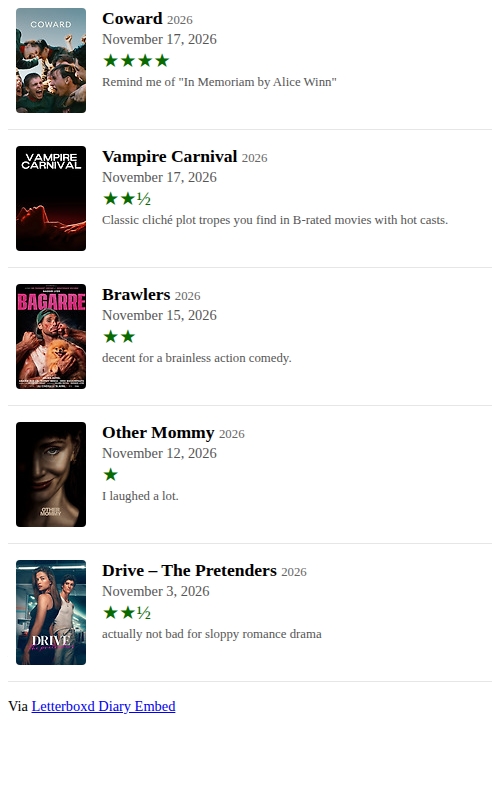 COWARD
Coward 2026
November 17, 2026
★★★★
Remind me of "In Memoriam by Alice Winn"
VAMPIRE
CARNIVAL
Vampire Carnival 2026
November 17, 2026
★★½
Classic cliché plot tropes you find in B-rated movies with hot casts.
BAGARRE
Brawlers 2026
November 15, 2026
★★
decent for a brainless action comedy.
OTHER
MOMMY
Other Mommy 2026
November 12, 2026
★
I laughed a lot.
DRIVE
Drive – The Pretenders 2026
November 3, 2026
★★½
actually not bad for sloppy romance drama
Via Letterboxd Diary Embed